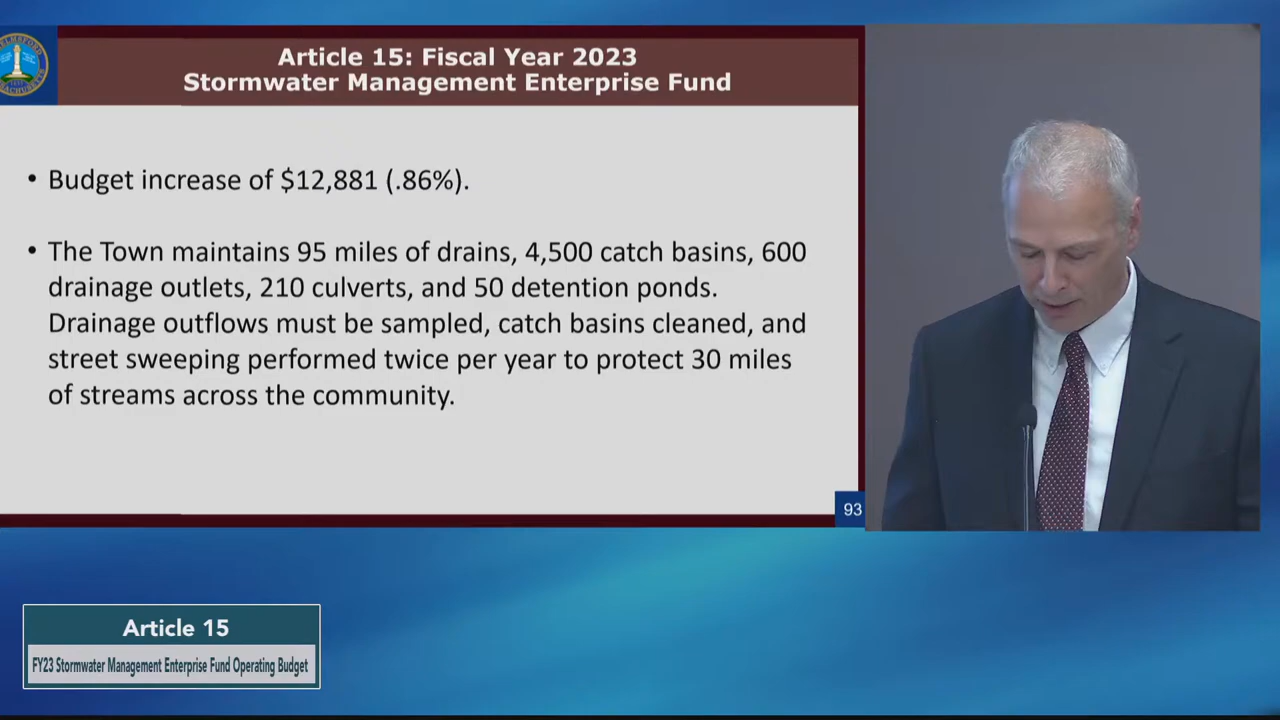 Article 15: Fiscal Year 2023
Stormwater Management Enterprise Fund
• Budget increase of $12,881 (.86%).
• The Town maintains 95 miles of drains, 4,500 catch basins, 600
drainage outlets, 210 culverts, and 50 detention ponds.
Drainage outflows must be sampled, catch basins cleaned, and
street sweeping performed twice per year to protect 30 miles
of streams across the community.
93
Article 15
FY23 Stormwater Management Enterprise Fund Operating Budget